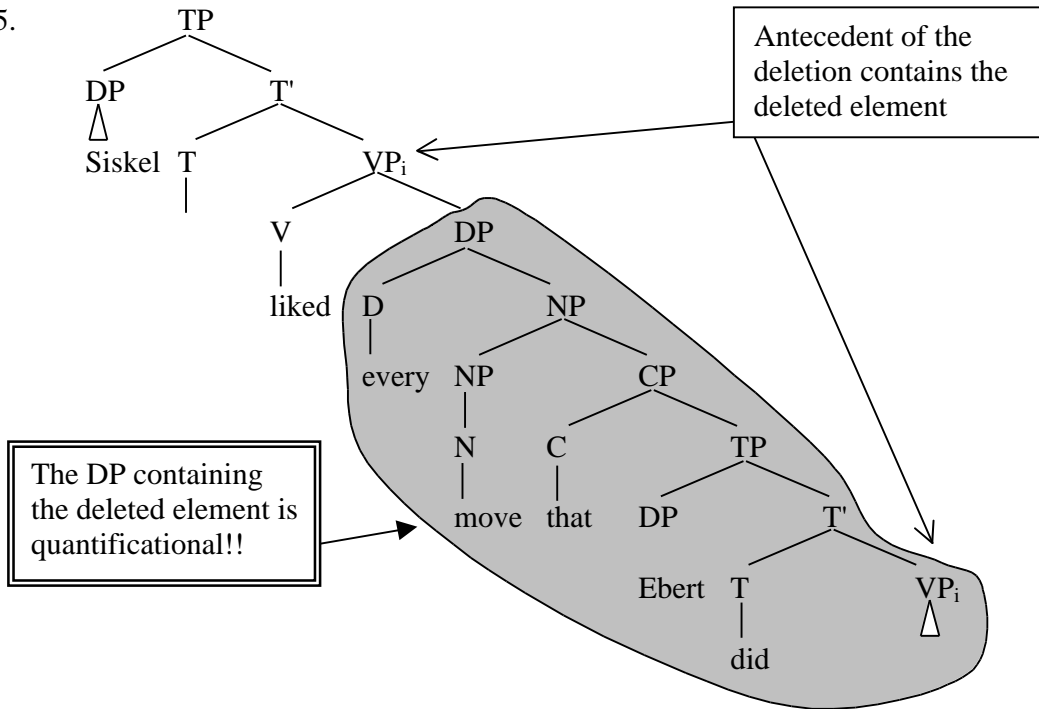 5.
TP
Antecedent of the
deletion contains the
deleted element
DP T'
Siskel T VPi
V DP
liked D NP
every NP CP
N C TP
The DP containing
the deleted element is
quantificational!!
move that DP T'
Ebert T VPi
did